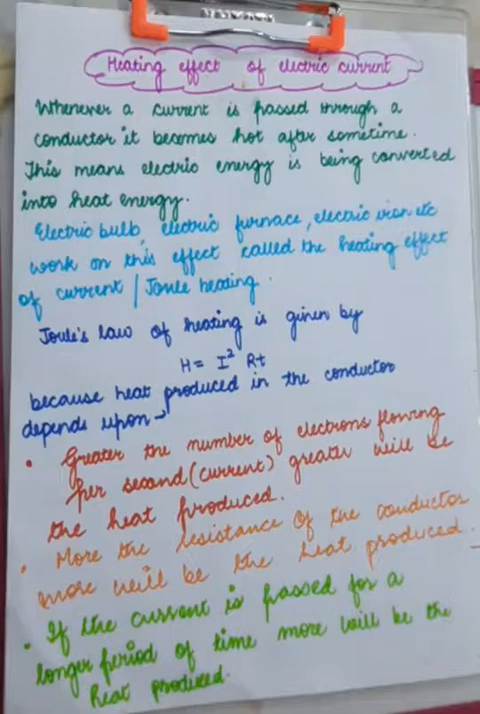 Heating effect of electric current
Whenever a current is passed through a
conductor it becomes hot after sometime.
This means electric energy is being converted
into heat energy.
Electric bulb, electric furnace, electric iron etc
work on this effect called the heating effect
of current / Joule heating.
Joule's law of heating is given by
H = I² Rt
because heat produced in the conductor
depends upon →
• Greater the number of electrons flowing
per second (current) greater will be
the heat produced.
• More the resistance of the conductor
more will be the heat produced.
• If the current is passed for a
longer period of time more will be the
heat produced.